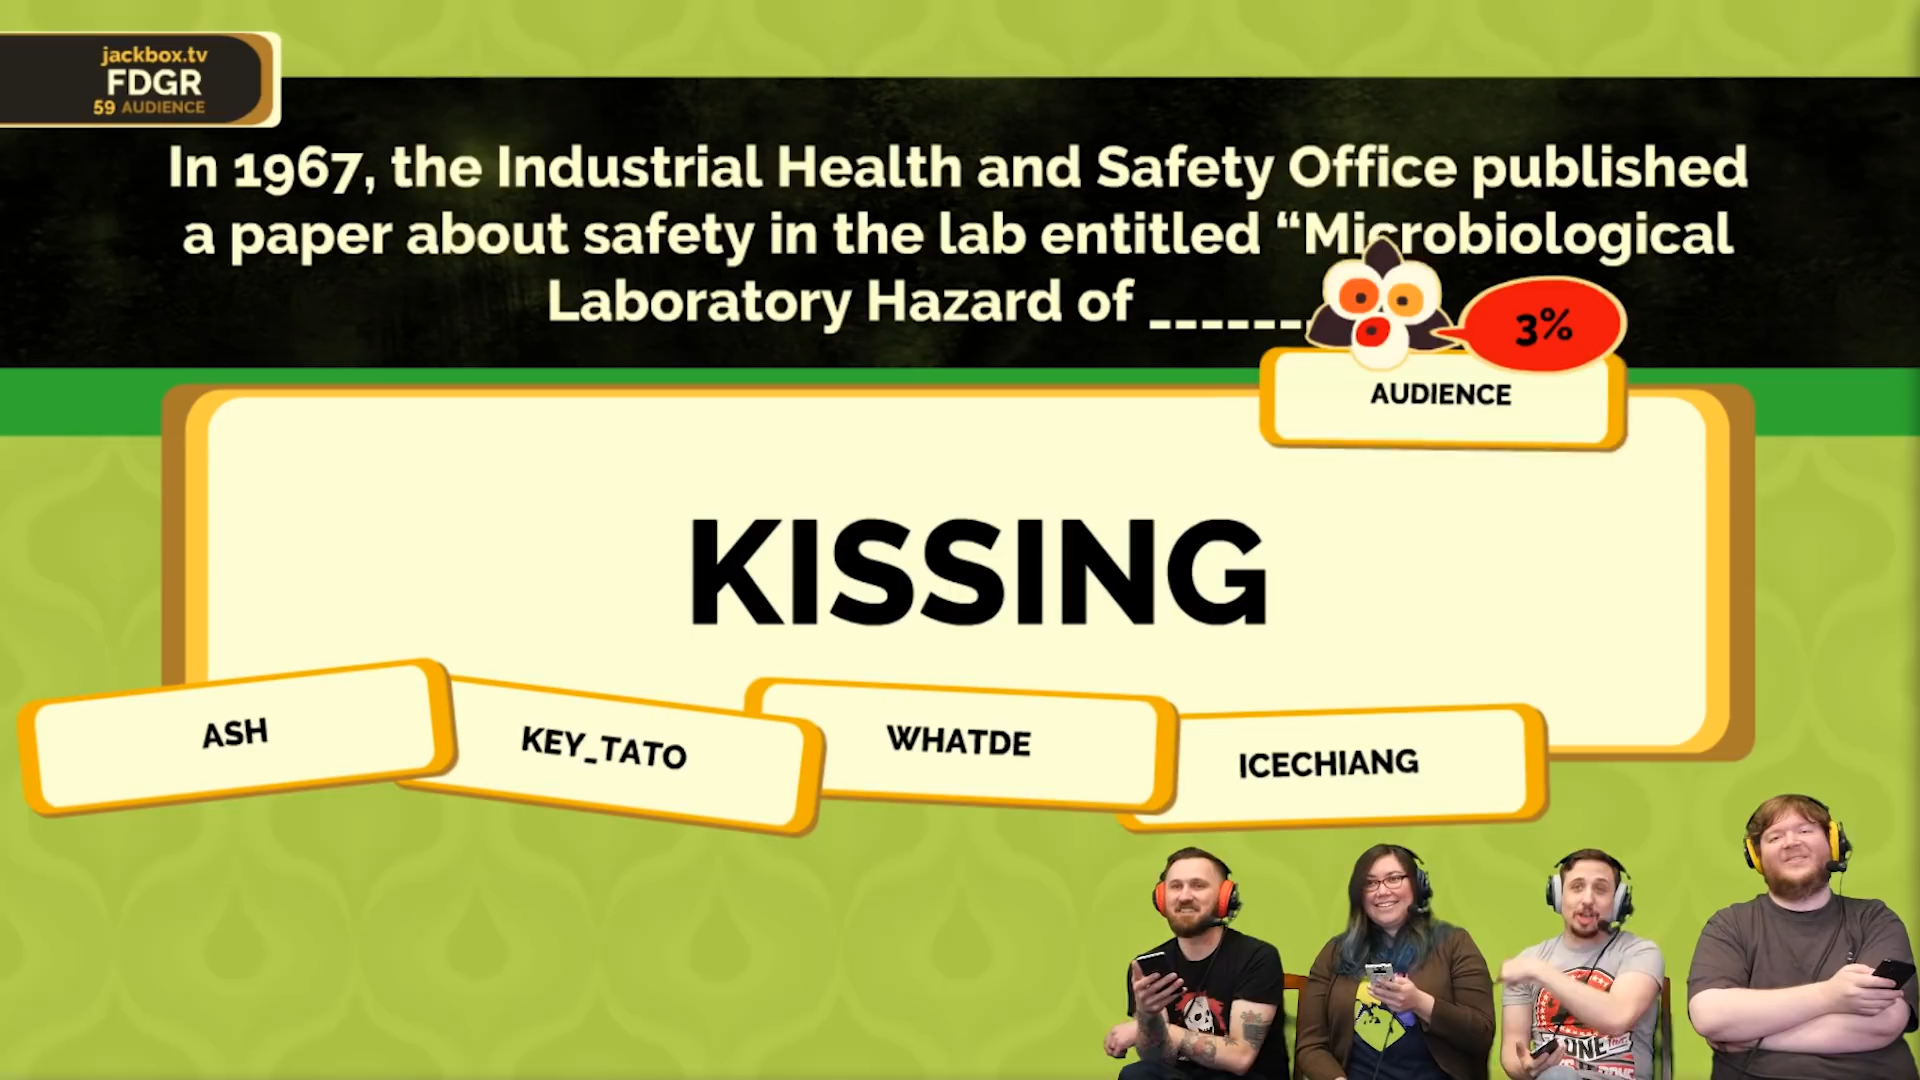 jackbox.tv
FDGR
59 AUDIENCE
In 1967, the Industrial Health and Safety Office published
a paper about safety in the lab entitled “Microbiological
Laboratory Hazard of ______
3%
AUDIENCE
KISSING
ASH
KEY_TATO
WHATDE
ICECHIANG
ONE